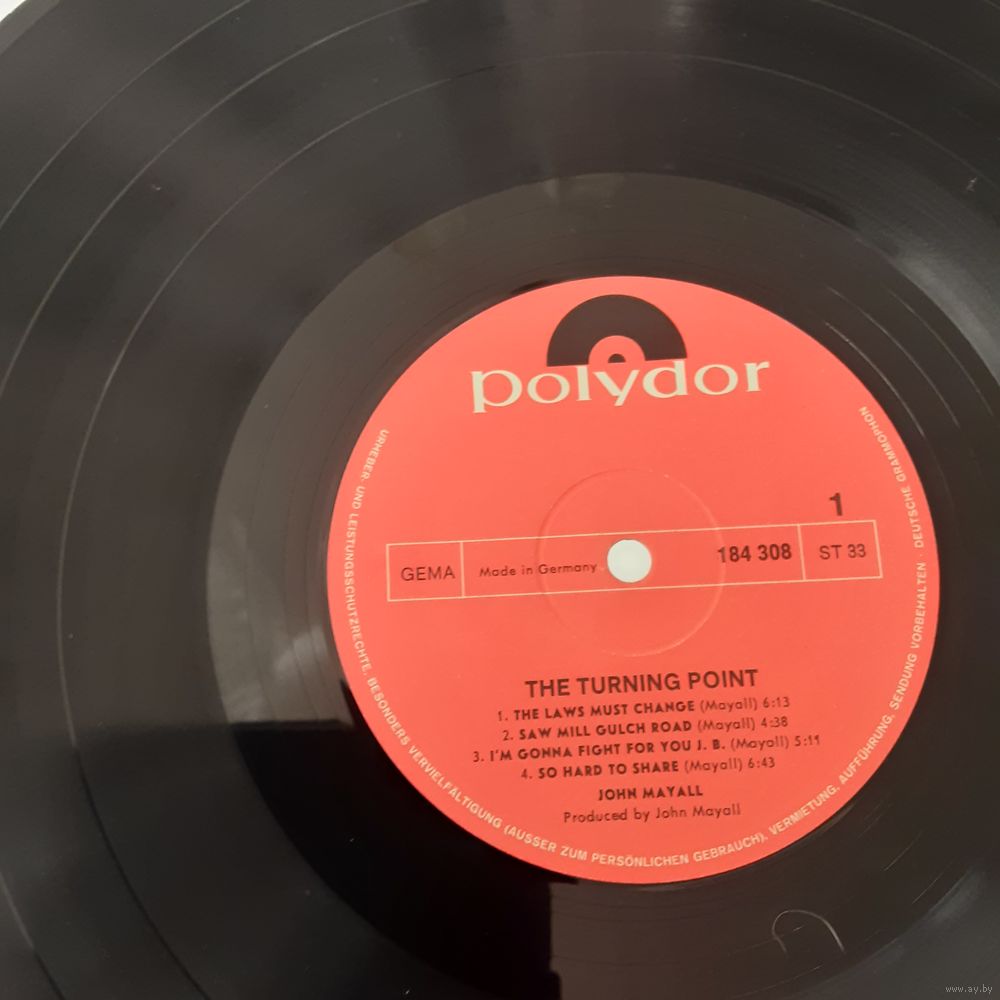 polydor
1
GEMA
Made in Germany
184 308
ST 33
THE TURNING POINT
1. THE LAWS MUST CHANGE (Mayall) 6:13
2. SAW MILL GULCH ROAD (Mayall) 4:38
3. I'M GONNA FIGHT FOR YOU J. B. (Mayall) 5:11
4. SO HARD TO SHARE (Mayall) 6:43
JOHN MAYALL
Produced by John Mayall
URHEBER- UND LEISTUNGSSCHUTZRECHTE, BESONDERS VERVIELFÄLTIGUNG (AUSSER ZUM PERSÖNLICHEN GEBRAUCH), VERMIETUNG, AUFFÜHRUNG, SENDUNG VORBEHALTEN DEUTSCHE GRAMMOPHON
www.ay.by